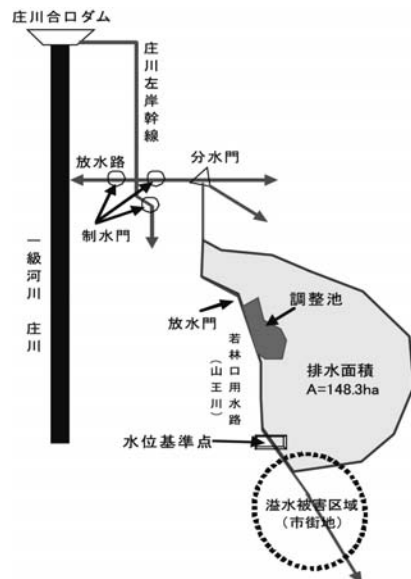 庄川合口ダム
庄川左岸幹線
放水路
分水門
制水門
一級河川 庄川
放水門
調整池
若林口用水路
(山王川)
排水面積
A=148.3ha
水位基準点
溢水被害区域
(市街地)